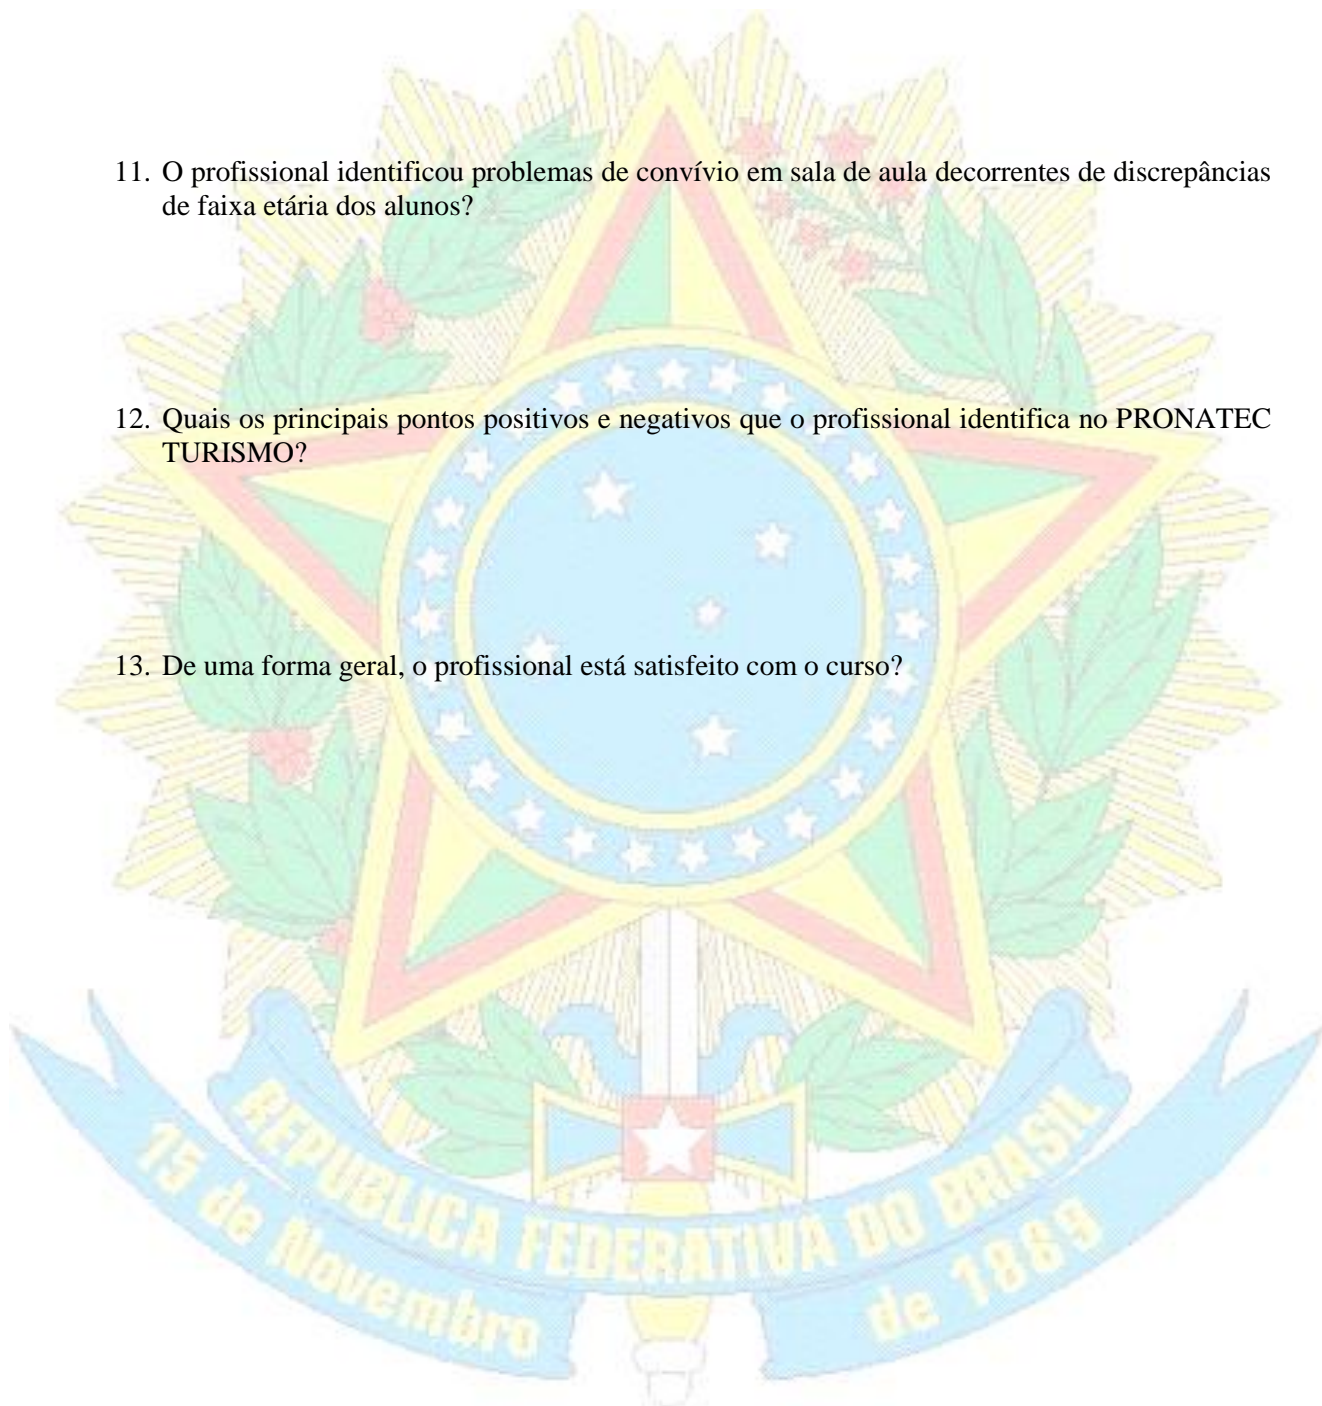 11. O profissional identificou problemas de convívio em sala de aula decorrentes de discrepâncias
de faixa etária dos alunos?
12. Quais os principais pontos positivos e negativos que o profissional identifica no PRONATEC
TURISMO?
13. De uma forma geral, o profissional está satisfeito com o curso?
REPUBLICA FEDERATIVA DO BRASIL
15 de Novembro
de 1889